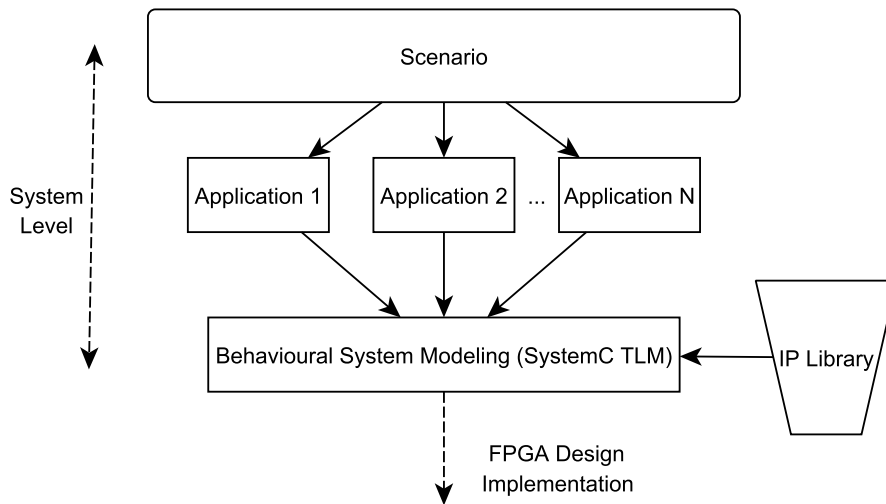 Scenario
Application 1
Application 2
...
Application N
System
Level
Behavioural System Modeling (SystemC TLM)
IP Library
FPGA Design
Implementation